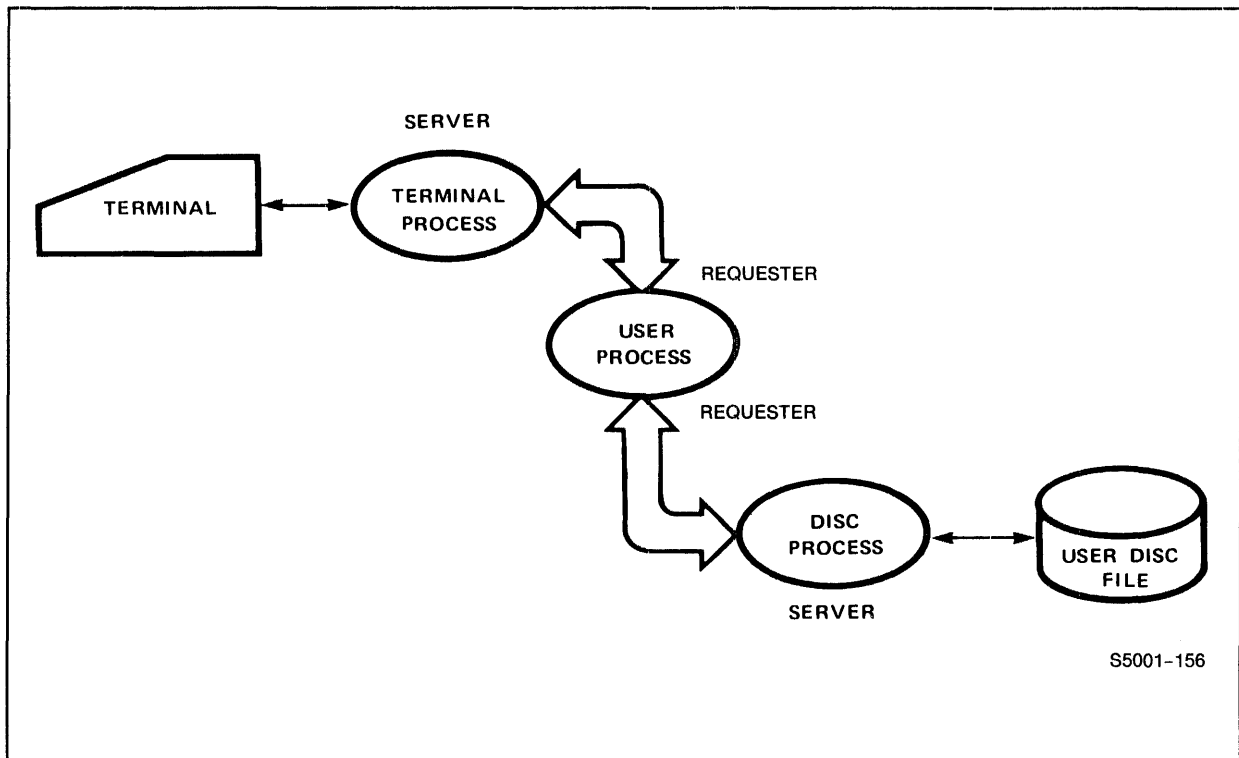 SERVER
TERMINAL
TERMINAL
PROCESS
REQUESTER
USER
PROCESS
REQUESTER
DISC
PROCESS
USER DISC
FILE
SERVER
S5001-156